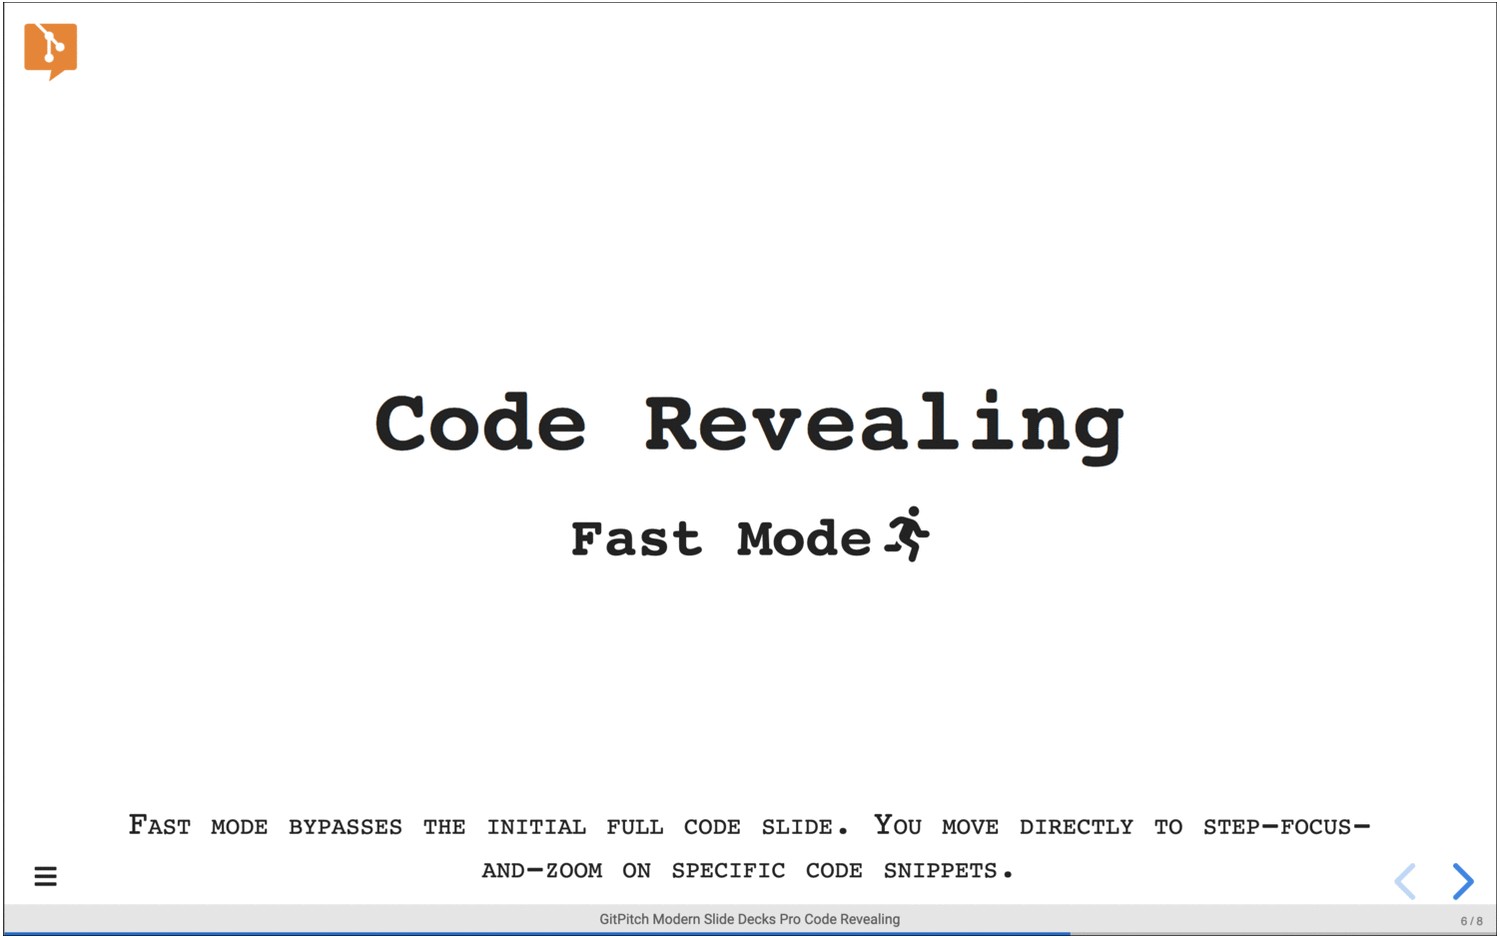 Code Revealing
Fast Mode
Fast mode bypasses the initial full code slide. You move directly to step-focus-
and-zoom on specific code snippets.
GitPitch Modern Slide Decks Pro Code Revealing
6 / 8